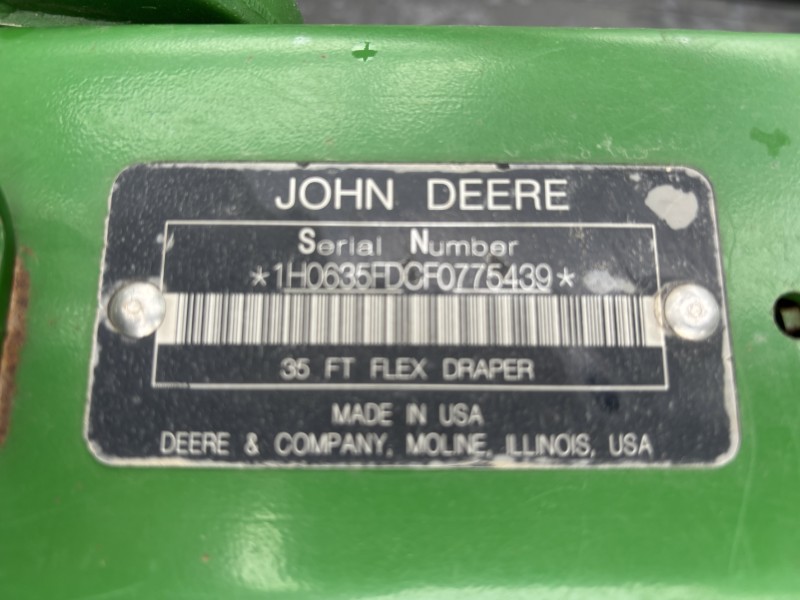 JOHN DEERE
Serial Number
*1H0635FDCF0775439*
35 FT FLEX DRAPER
MADE IN USA
DEERE & COMPANY, MOLINE, ILLINOIS, USA